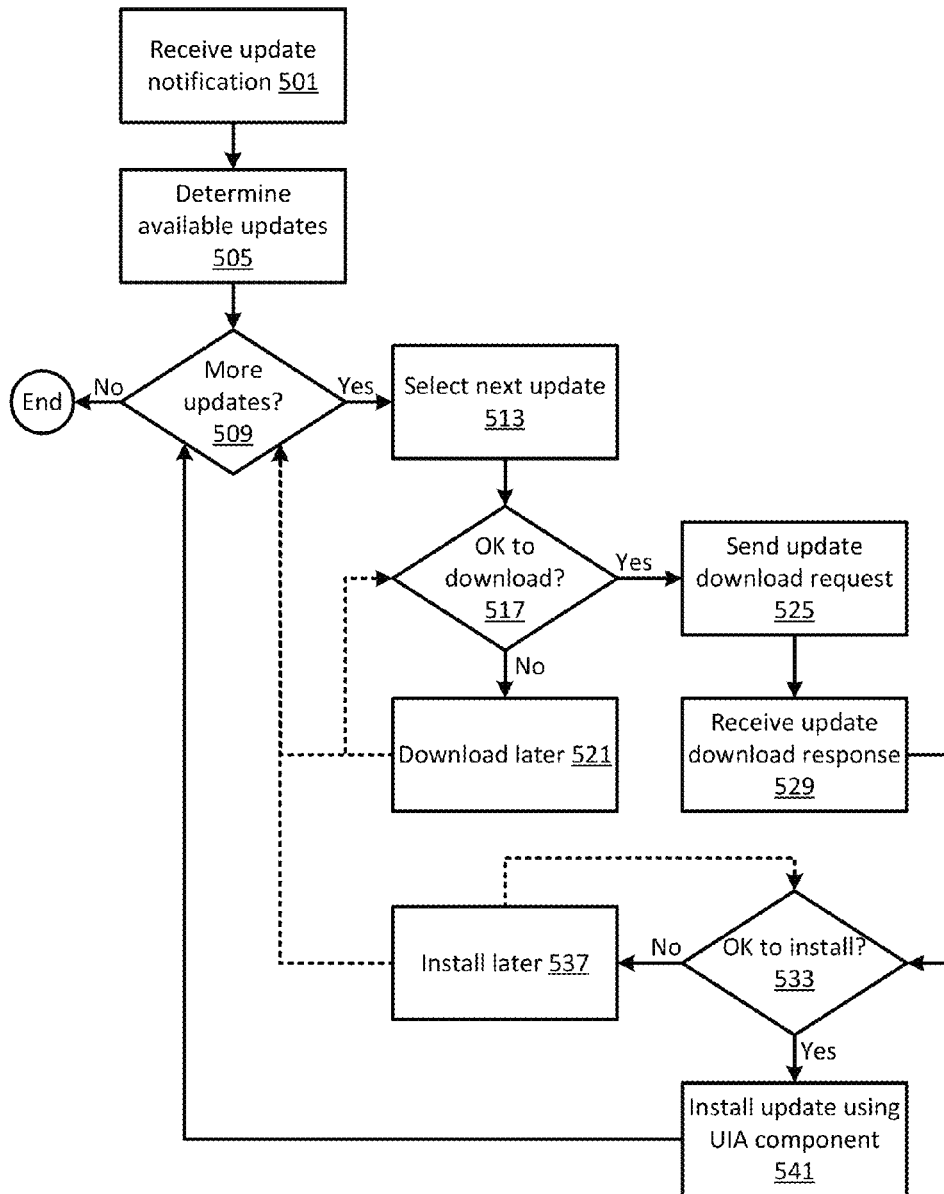 Receive update
notification 501
Determine
available updates
505
More
updates?
509
No
End
Yes
Select next update
513
OK to
download?
517
Yes
Send update
download request
525
No
Download later 521
Receive update
download response
529
OK to install?
533
No
Install later 537
Yes
Install update using
UIA component
541